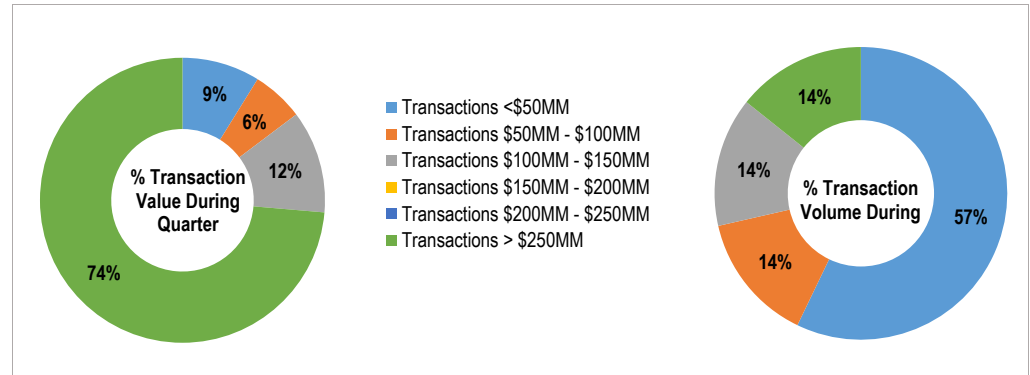 9%
6%
12%
74%
% Transaction
Value During
Quarter
Transactions <$50MM
Transactions $50MM - $100MM
Transactions $100MM - $150MM
Transactions $150MM - $200MM
Transactions $200MM - $250MM
Transactions > $250MM
14%
14%
14%
57%
% Transaction
Volume During